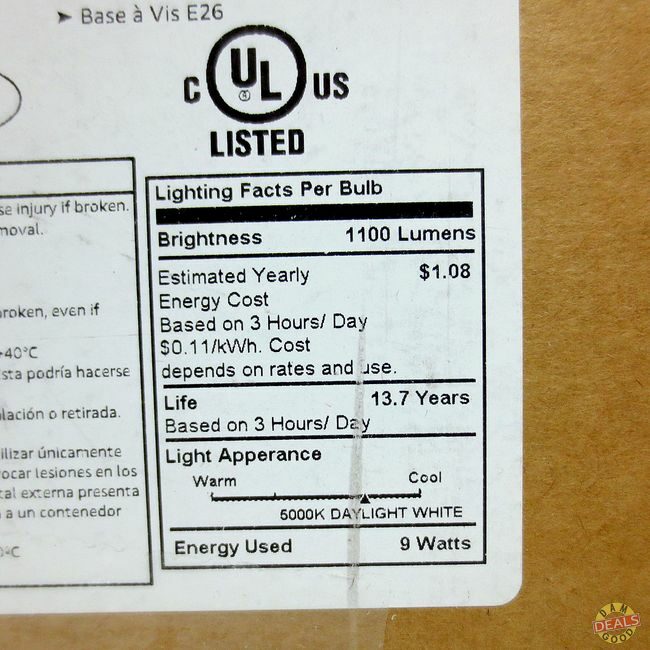 ➤ Base à Vis E26
C UL ® US
LISTED
se injury if broken.
moval.
roken, even if
+40°C
sta podría hacerse
lación o retirada.
ilizar únicamente
ocar lesiones en los
tal externa presenta
a a un contenedor
0°C
Lighting Facts Per Bulb
Brightness 1100 Lumens
Estimated Yearly $1.08
Energy Cost
Based on 3 Hours/ Day
$0.11/kWh. Cost
depends on rates and use.
Life 13.7 Years
Based on 3 Hours/ Day
Light Apperance
Warm Cool
5000K DAYLIGHT WHITE
Energy Used 9 Watts
DAM
DEALS
GOOD